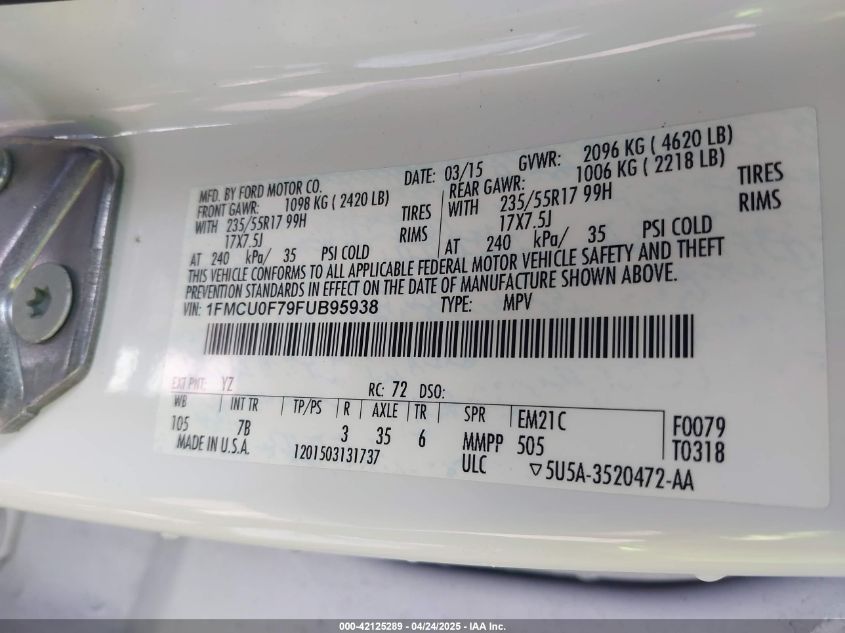 MFD. BY FORD MOTOR CO. DATE: 03/15 GVWR: 2096 KG ( 4620 LB)
FRONT GAWR: 1098 KG ( 2420 LB) REAR GAWR: 1006 KG ( 2218 LB)
WITH 235/55R17 99H TIRES WITH 235/55R17 99H TIRES
17X7.5J RIMS 17X7.5J RIMS
AT 240 kPa/ 35 PSI COLD AT 240 kPa/ 35 PSI COLD
THIS VEHICLE CONFORMS TO ALL APPLICABLE FEDERAL MOTOR VEHICLE SAFETY AND THEFT
PREVENTION STANDARDS IN EFFECT ON THE DATE OF MANUFACTURE SHOWN ABOVE.
VIN: 1FMCU0F79FUB95938 TYPE: MPV
EXT PNT: YZ RC: 72 DSO:
WB INT TR TP/PS R AXLE TR SPR EM21C F0079
105 7B 3 35 6 MMPP 505 T0318
MADE IN U.S.A. 1201503131737 ULC ▽5U5A-3520472-AA
000-42125289 - 04/24/2025 - IAA Inc.